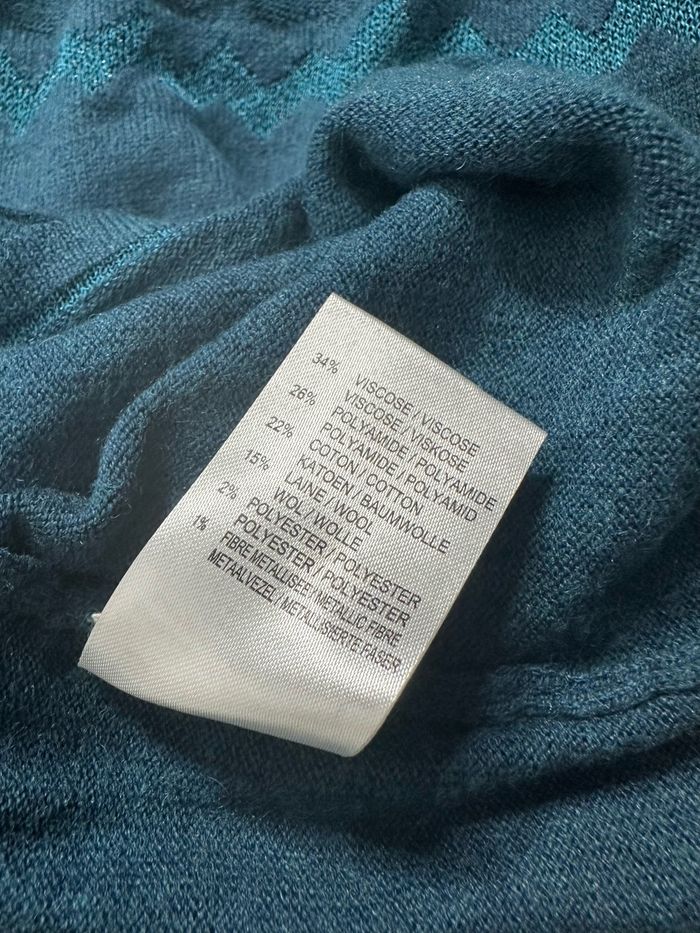 34% VISCOSE / VISCOSE
VISCOSE / VISKOSE
26% POLYAMIDE / POLYAMIDE
POLYAMIDE / POLYAMID
22% COTON / COTTON
KATOEN / BAUMWOLLE
15% LAINE / WOOL
WOL / WOLLE
2% POLYESTER / POLYESTER
POLYESTER / POLYESTER
1% FIBRE METALLISEE / METALLIC FIBRE
METAALVEZEL / METALLISIERTE FASER